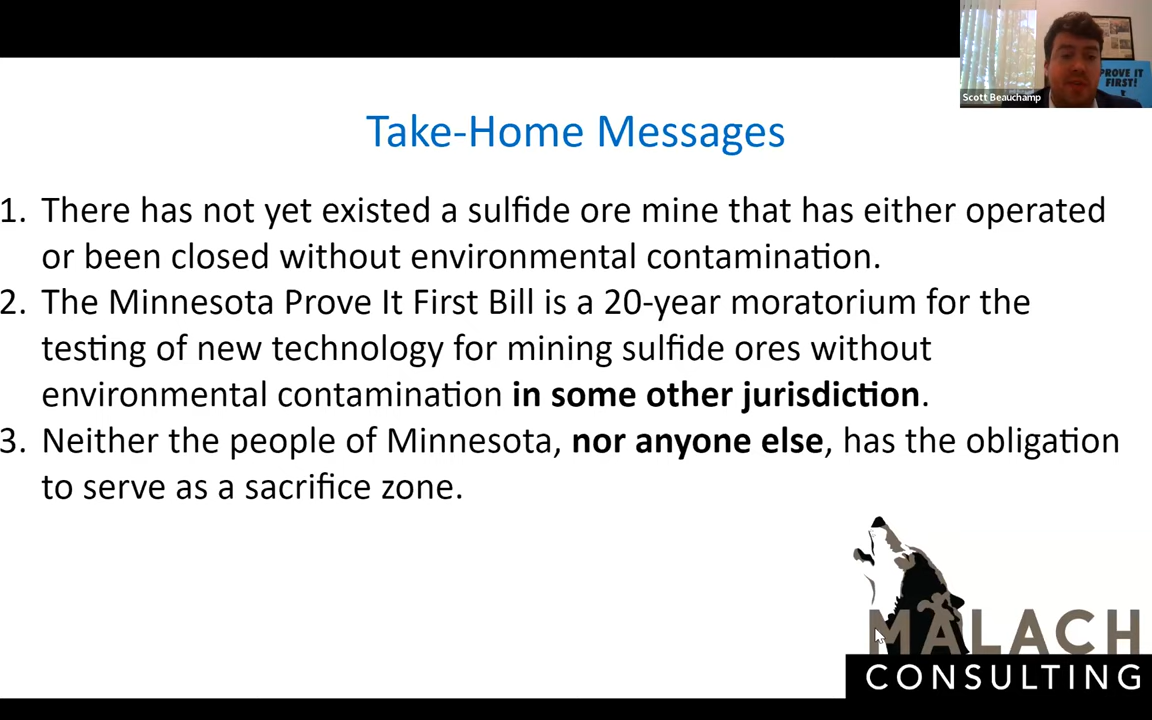 PROVE IT
FIRST!
Scott Beauchamp
Take-Home Messages
1. There has not yet existed a sulfide ore mine that has either operated
or been closed without environmental contamination.
2. The Minnesota Prove It First Bill is a 20-year moratorium for the
testing of new technology for mining sulfide ores without
environmental contamination in some other jurisdiction.
3. Neither the people of Minnesota, nor anyone else, has the obligation
to serve as a sacrifice zone.
MALACH
CONSULTING